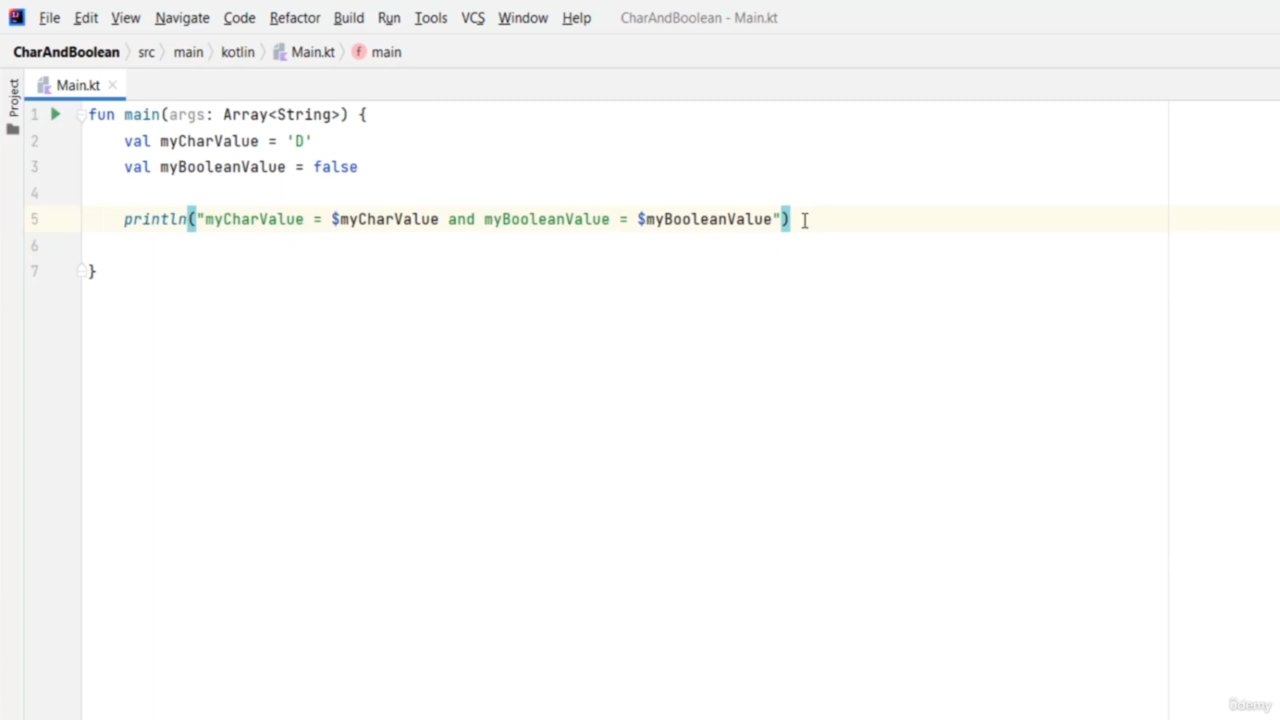 File Edit View Navigate Code Refactor Build Run Tools VCS Window Help CharAndBoolean - Main.kt
CharAndBoolean src main kotlin Main.kt f main
Project
Main.kt
1 fun main(args: Array<String>) {
2 val myCharValue = 'D'
3 val myBooleanValue = false
4
5 println("myCharValue = $myCharValue and myBooleanValue = $myBooleanValue")
6
7 }
ûdemy